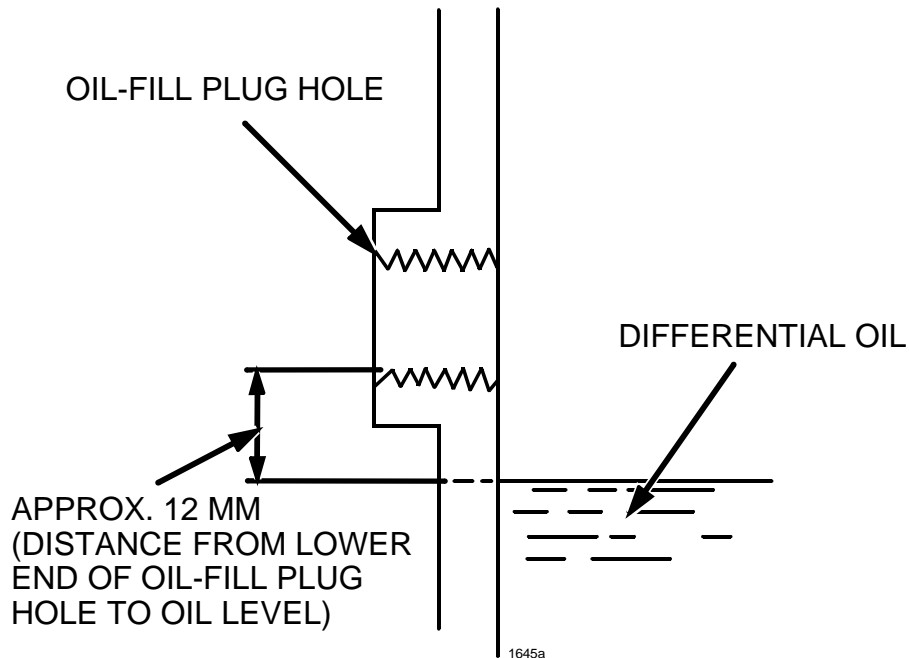 OIL-FILL PLUG HOLE
DIFFERENTIAL OIL
APPROX. 12 MM
(DISTANCE FROM LOWER
END OF OIL-FILL PLUG
HOLE TO OIL LEVEL)
1645a